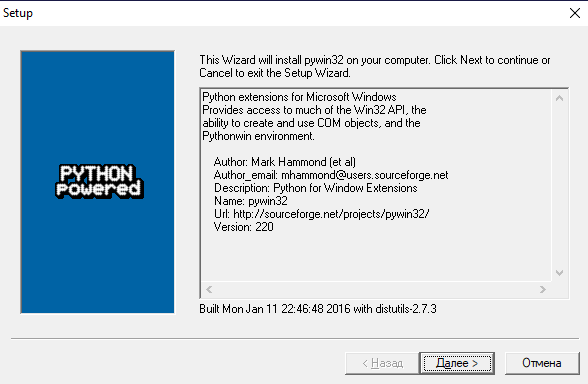 Setup
This Wizard will install pywin32 on your computer. Click Next to continue or
Cancel to exit the Setup Wizard.
Python extensions for Microsoft Windows
Provides access to much of the Win32 API, the
ability to create and use COM objects, and the
Pythonwin environment.
Author: Mark Hammond (et al)
Author_email: mhammond@users.sourceforge.net
Description: Python for Window Extensions
Name: pywin32
Url: http://sourceforge.net/projects/pywin32/
Version: 220
PYTHON
powered
Built Mon Jan 11 22:46:48 2016 with distutils-2.7.3
< Назад
Далее >
Отмена